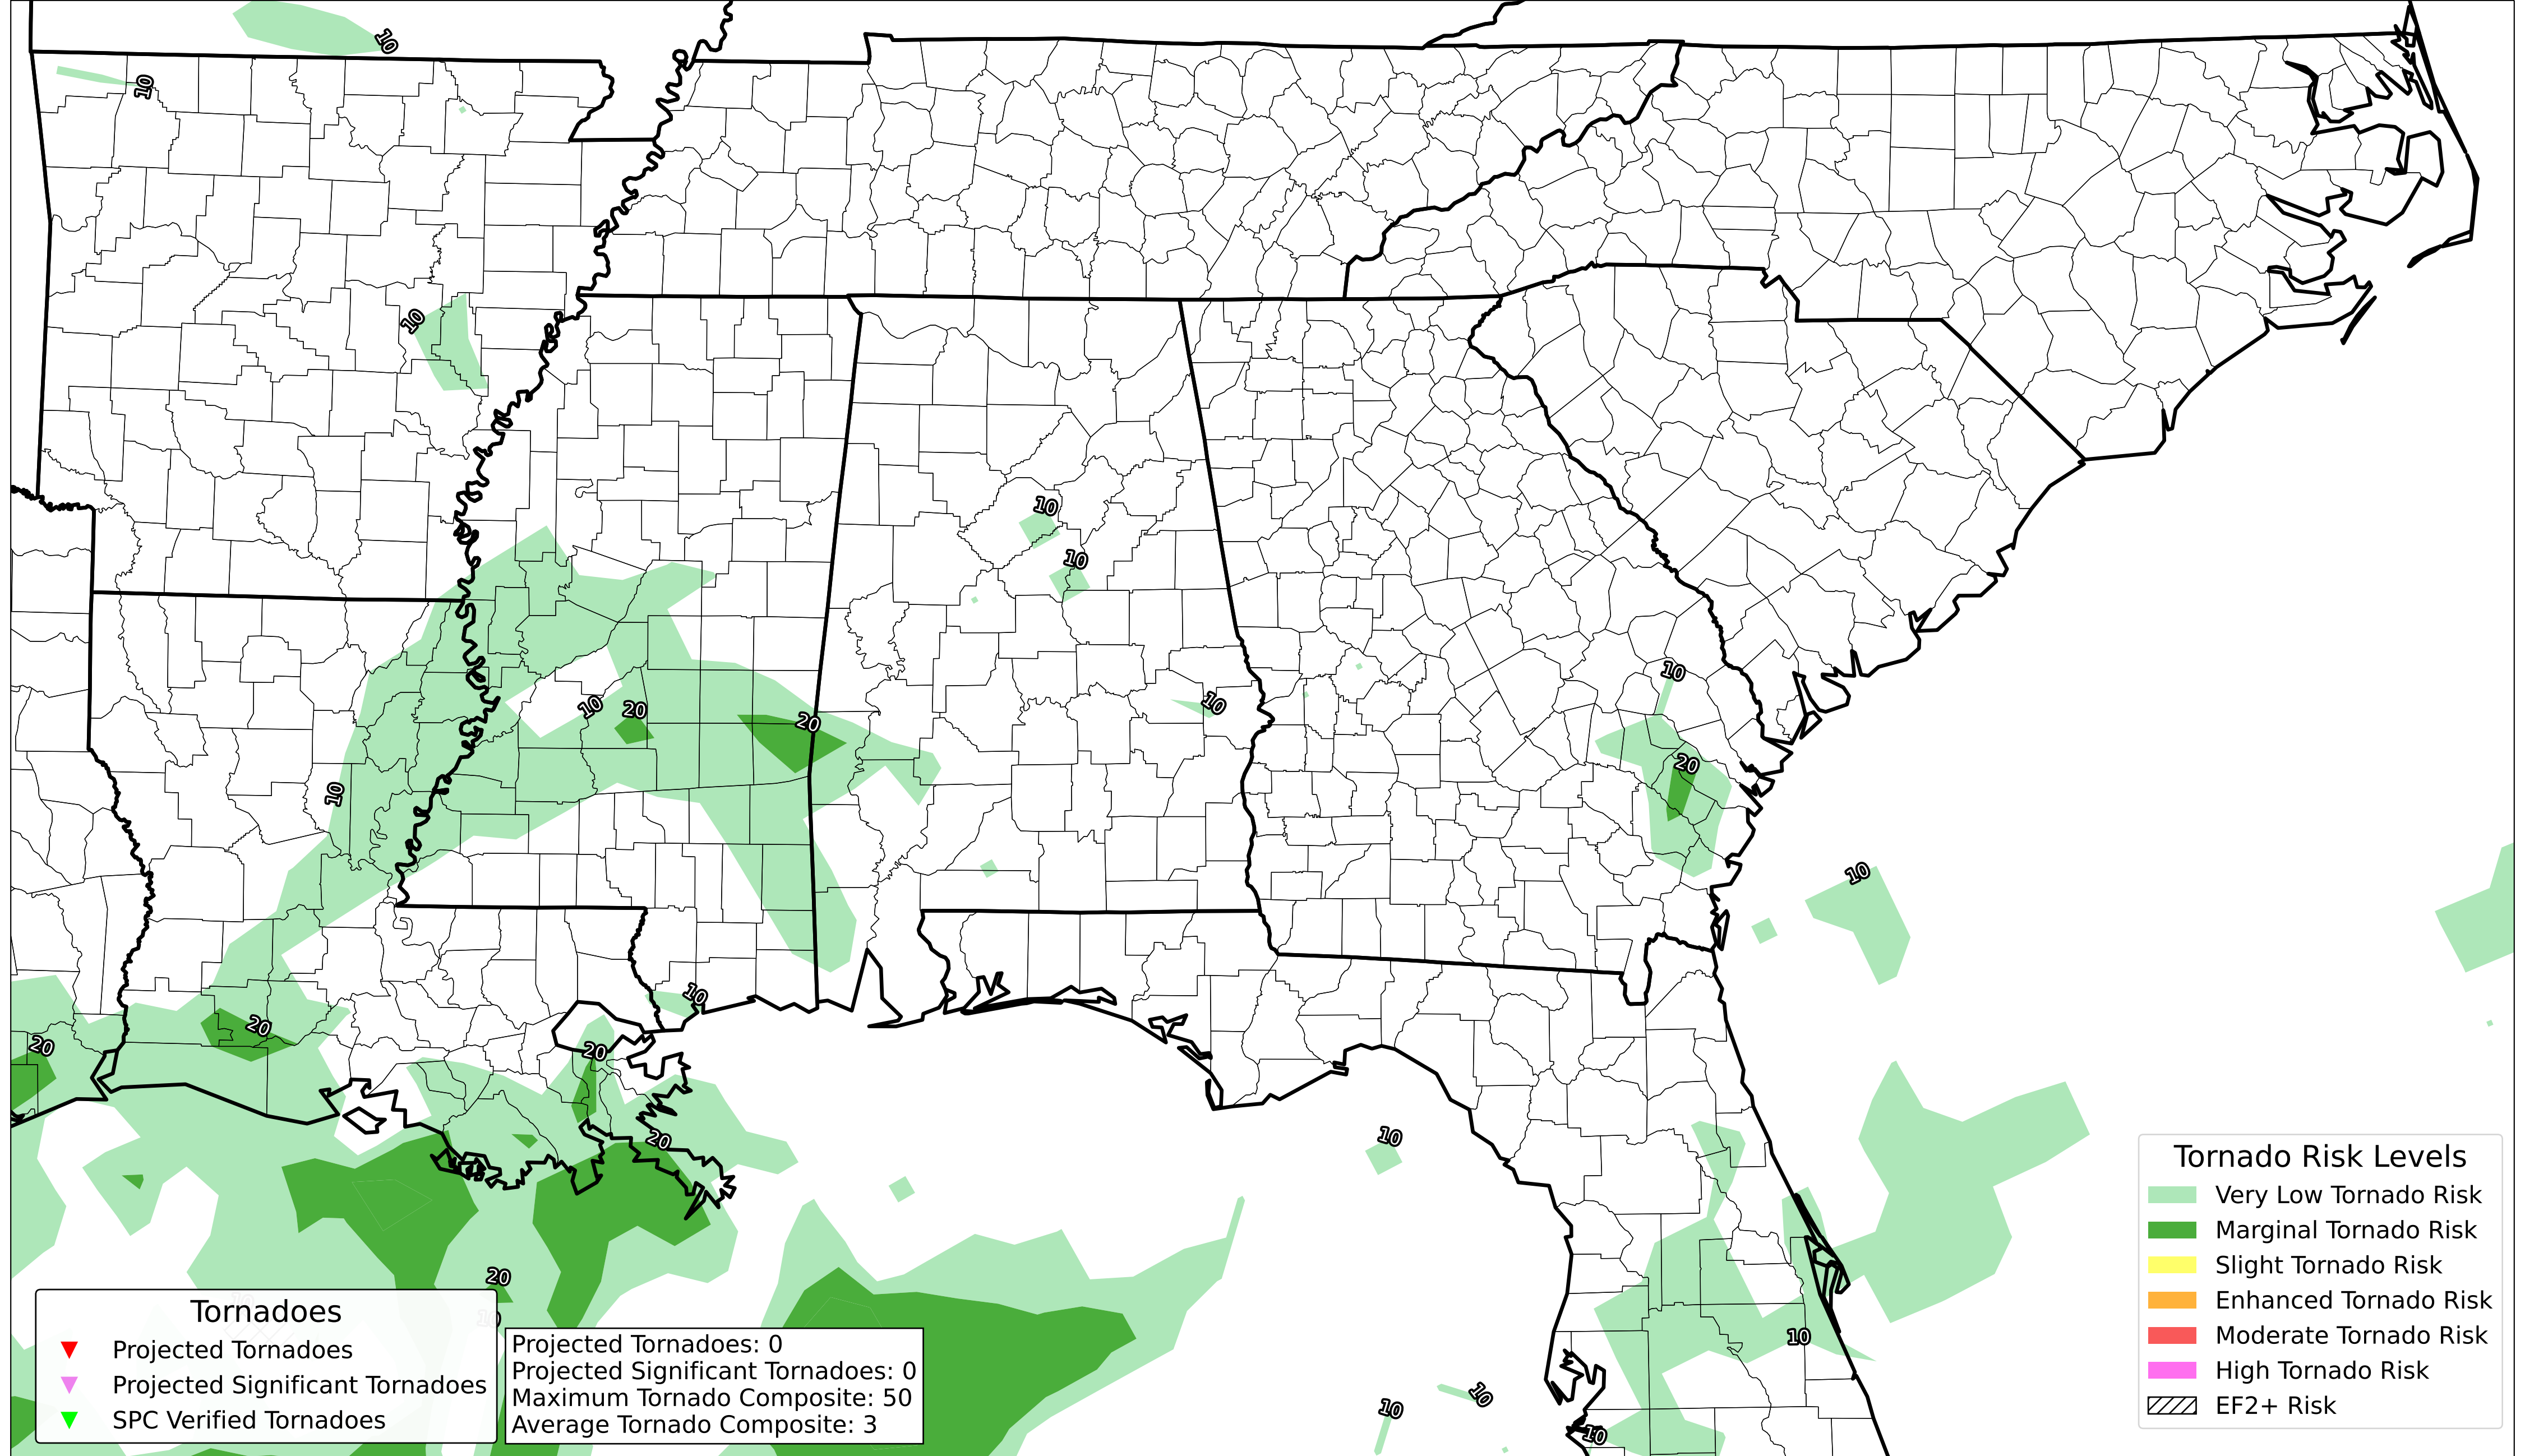 10
10
10
10
10
10
10
20
20
10
20
10
10
10
20
10
20
20
20
10
20
20
10
10
10
10
10
Tornadoes
Projected Tornadoes
Projected Significant Tornadoes
SPC Verified Tornadoes
Projected Tornadoes: 0
Projected Significant Tornadoes: 0
Maximum Tornado Composite: 50
Average Tornado Composite: 3
Tornado Risk Levels
Very Low Tornado Risk
Marginal Tornado Risk
Slight Tornado Risk
Enhanced Tornado Risk
Moderate Tornado Risk
High Tornado Risk
EF2+ Risk